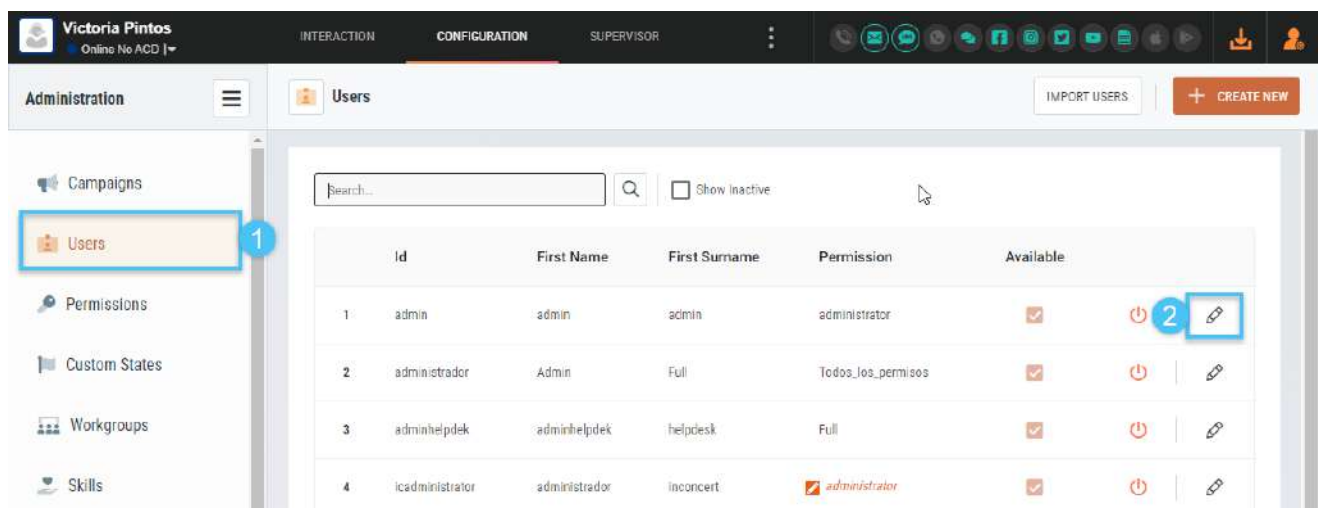 Victoria Pintos
Online No ACD
INTERACTION CONFIGURATION SUPERVISOR
Administration
Users
IMPORT USERS
+ CREATE NEW
Campaigns
Users 1
Permissions
Custom States
Workgroups
Skills
Search...
Show Inactive
Id First Name First Surname Permission Available
1 admin admin admin administrator 2
2 administrador Admin Full Todos_los_permisos
3 adminhelpdek adminhelpdek helpdesk Full
4 icadministrator administrador inconcert administrator